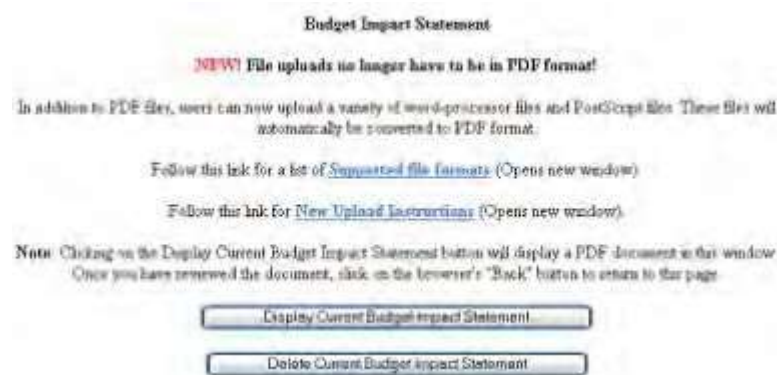 Budget Impact Statement
NEW! File uploads no longer have to be in PDF format!
In addition to PDF files, users can now upload a variety of word-processor files and PostScript files. These files will
automatically be converted to PDF format.
Follow this link for a list of Supported file formats (Opens new window)
Follow this link for New Upload Instructions (Opens new window).
Note: Clicking on the Display Current Budget Impact Statement button will display a PDF document in this window
Once you have reviewed the document, click on the browser's "Back" button to return to this page
Display Current Budget Impact Statement
Delete Current Budget Impact Statement